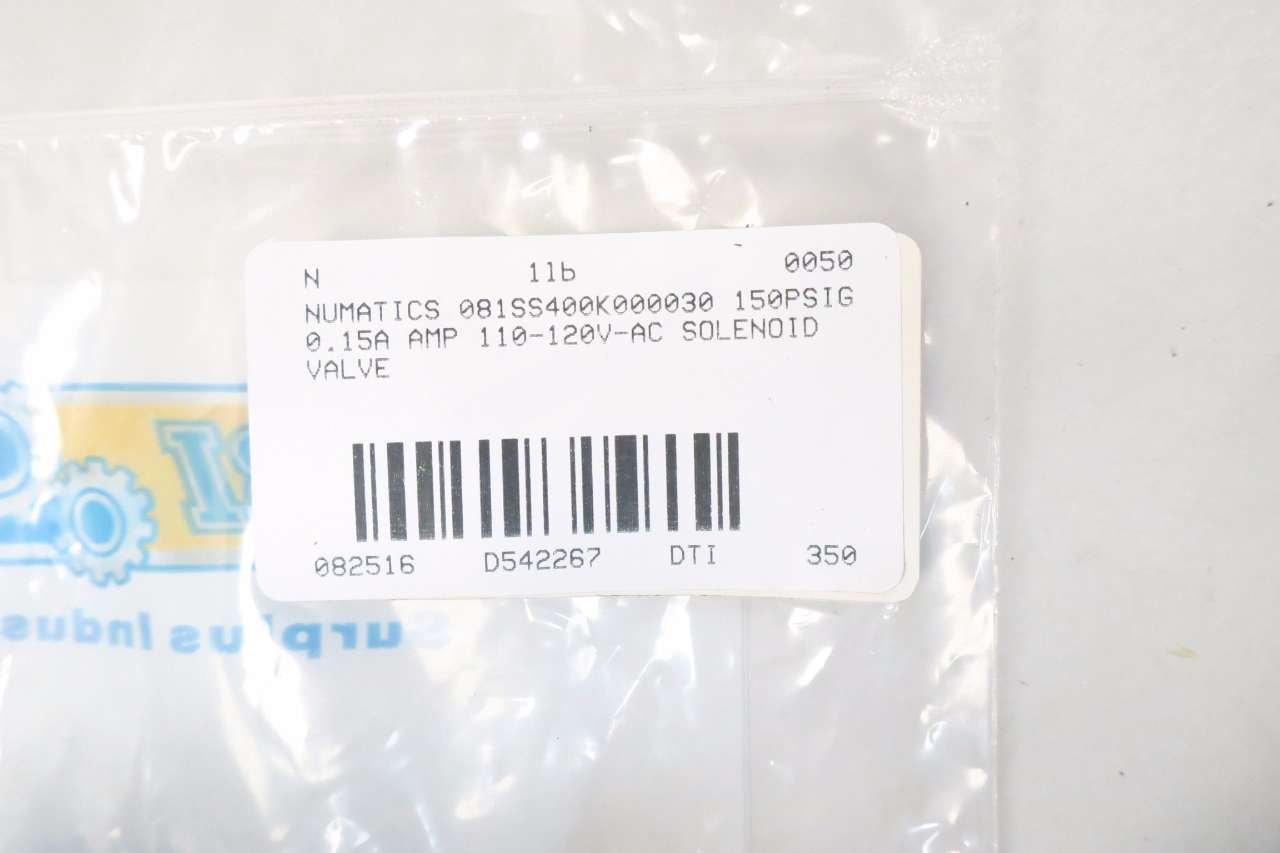 N 1lb 0050
NUMATICS 081SS400K000030 150PSIG
0.15A AMP 110-120V-AC SOLENOID
VALVE
082516 D542267 DTI 350
Surplus Indus